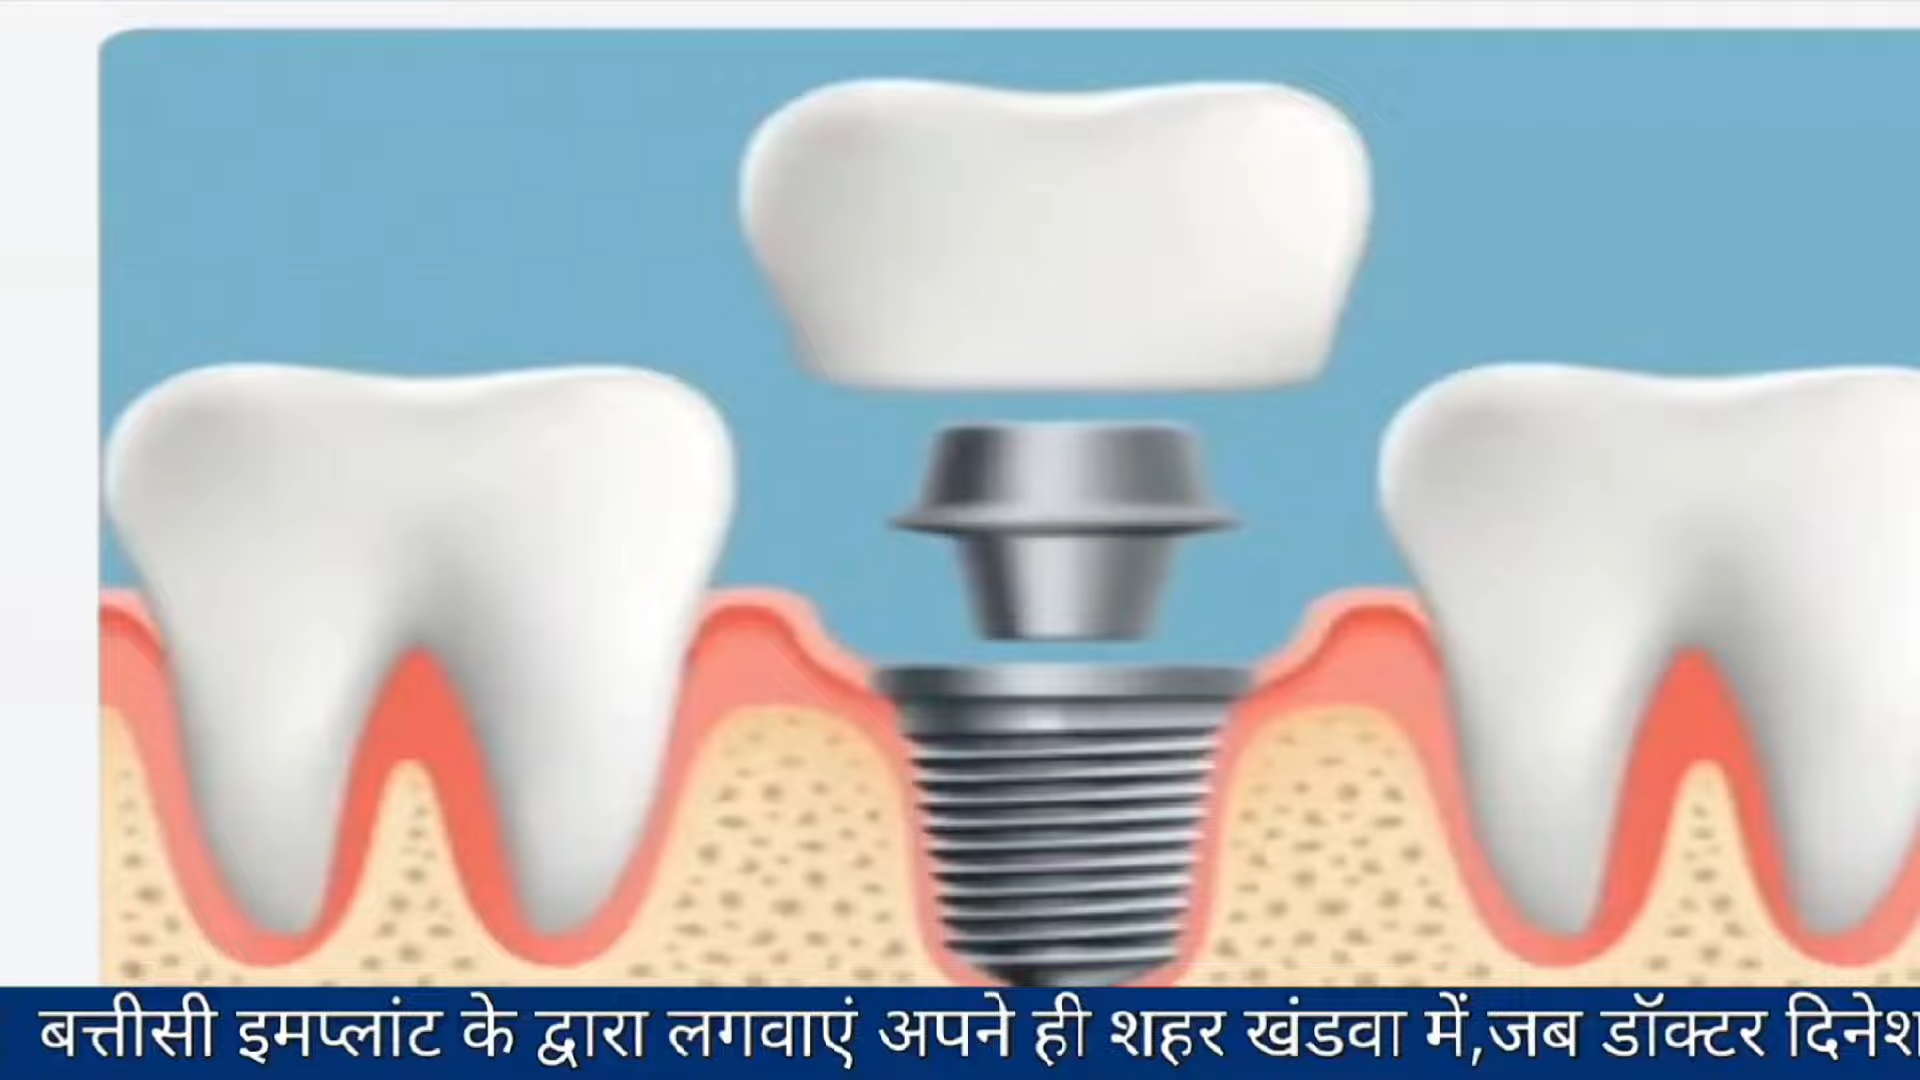 बत्तीसी इमप्लांट के द्वारा लगवाएं अपने ही शहर खंडवा में,जब डॉक्टर दिनेश